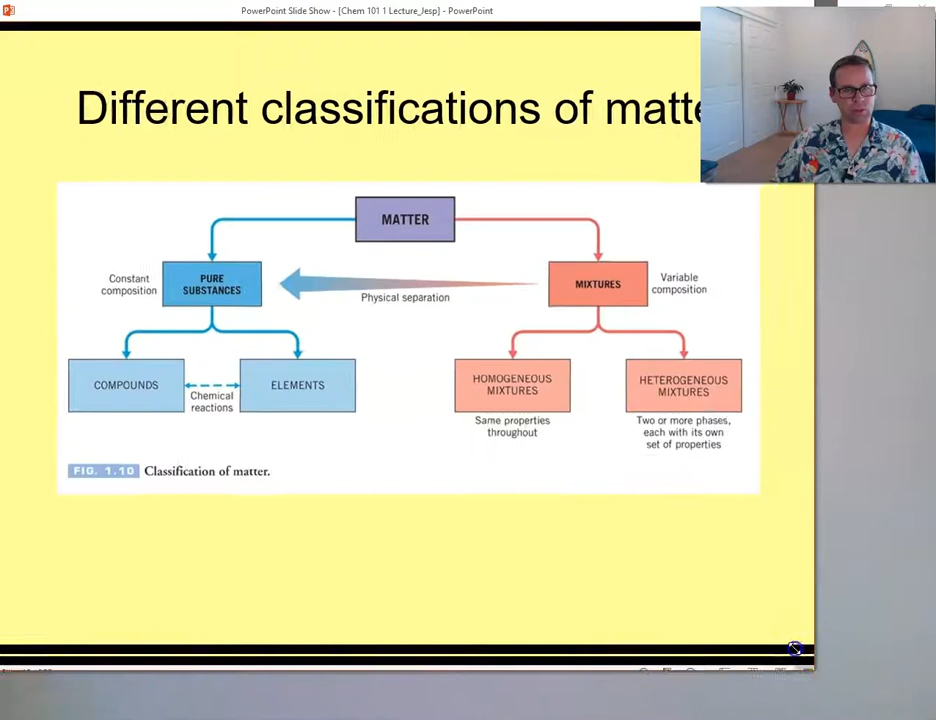 PowerPoint Slide Show - [Chem 101 1 Lecture_Jesp] - PowerPoint
Different classifications of matte
MATTER
Constant
composition
PURE
SUBSTANCES
Physical separation
MIXTURES
Variable
composition
COMPOUNDS
Chemical
reactions
ELEMENTS
HOMOGENEOUS
MIXTURES
Same properties
throughout
HETEROGENEOUS
MIXTURES
Two or more phases,
each with its own
set of properties
FIG. 1.10 Classification of matter.